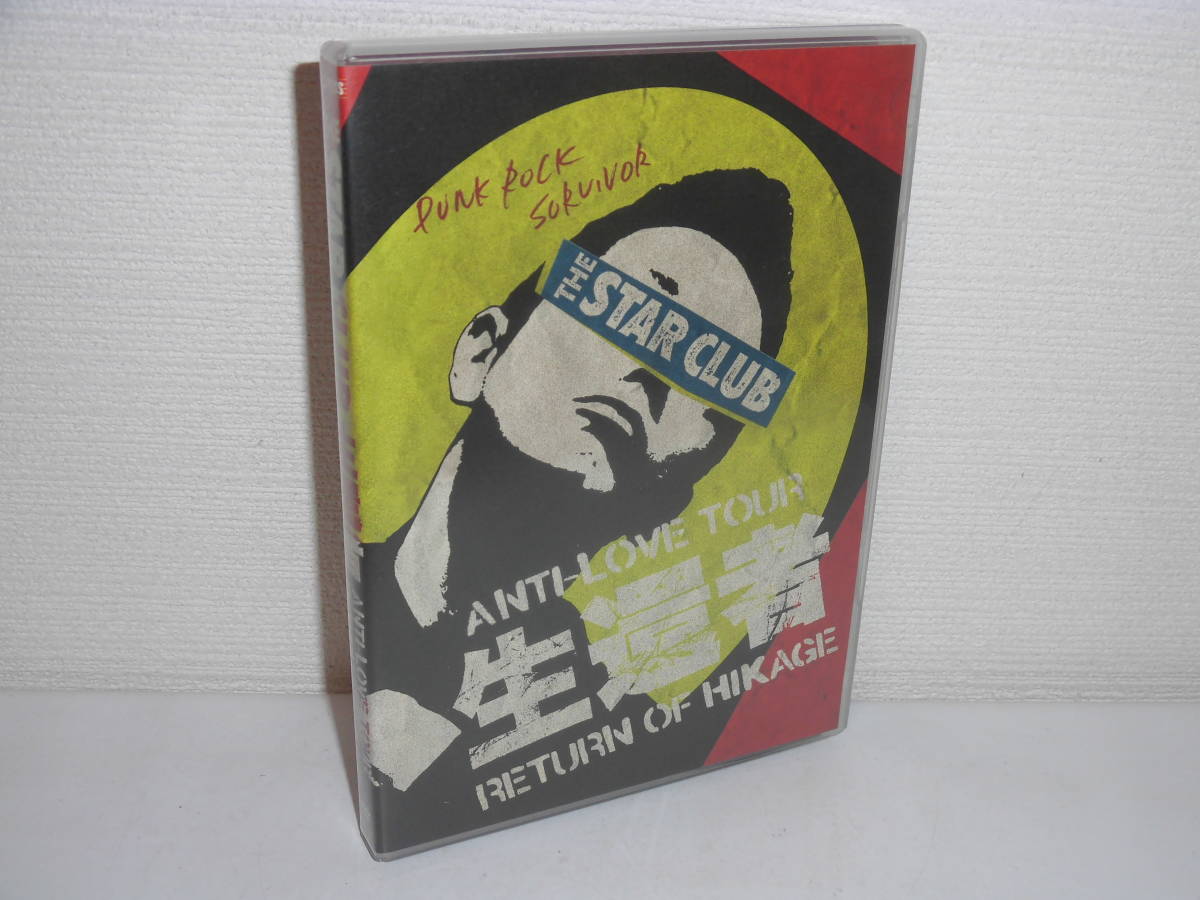 PUNK ROCK
SURVIVOR
THE
STAR CLUB
ANTI-LOVE TOUR
生還者
RETURN OF HIKAGE